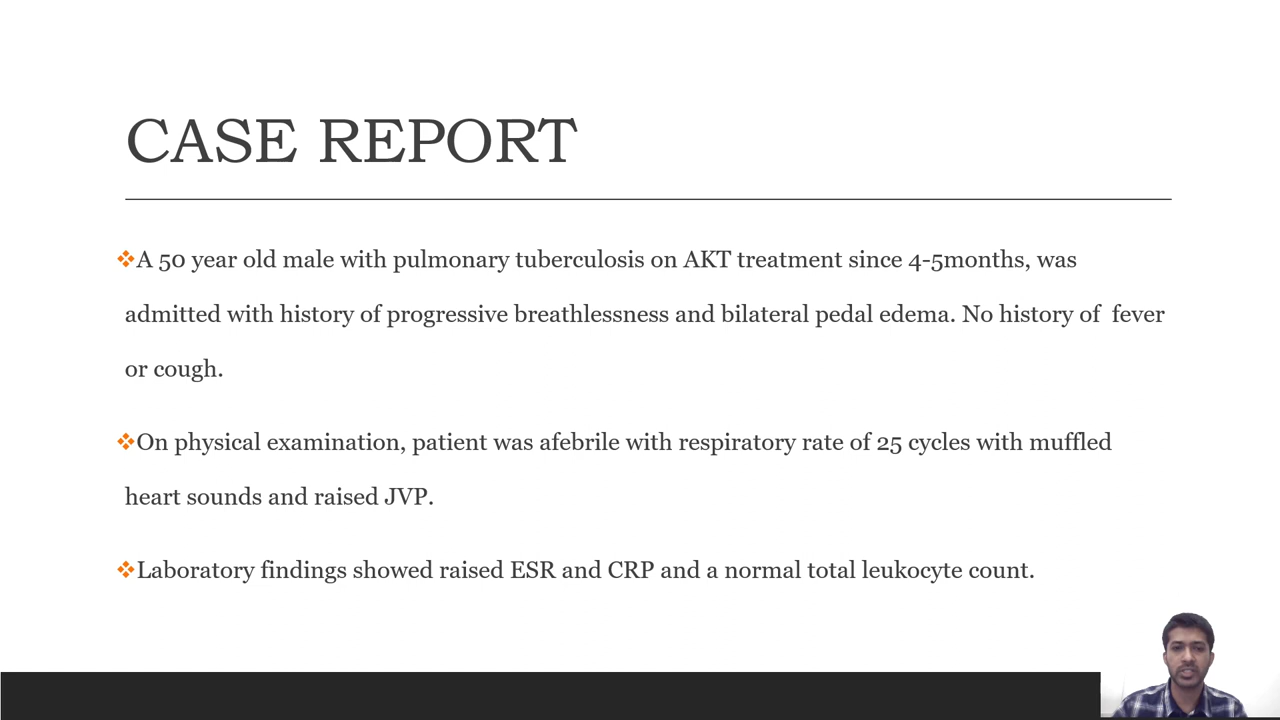 CASE REPORT
❖A 50 year old male with pulmonary tuberculosis on AKT treatment since 4-5months, was
admitted with history of progressive breathlessness and bilateral pedal edema. No history of  fever
or cough.
❖On physical examination, patient was afebrile with respiratory rate of 25 cycles with muffled
heart sounds and raised JVP.
❖Laboratory findings showed raised ESR and CRP and a normal total leukocyte count.